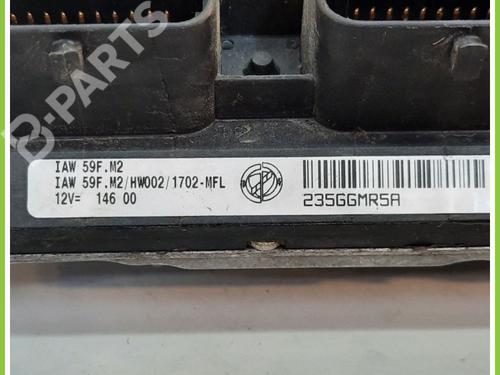 B-PARTS
IAW 59F.M2
IAW 59F.M2/HW002/1702-MFL
12V= 146 00
235GGMR5A